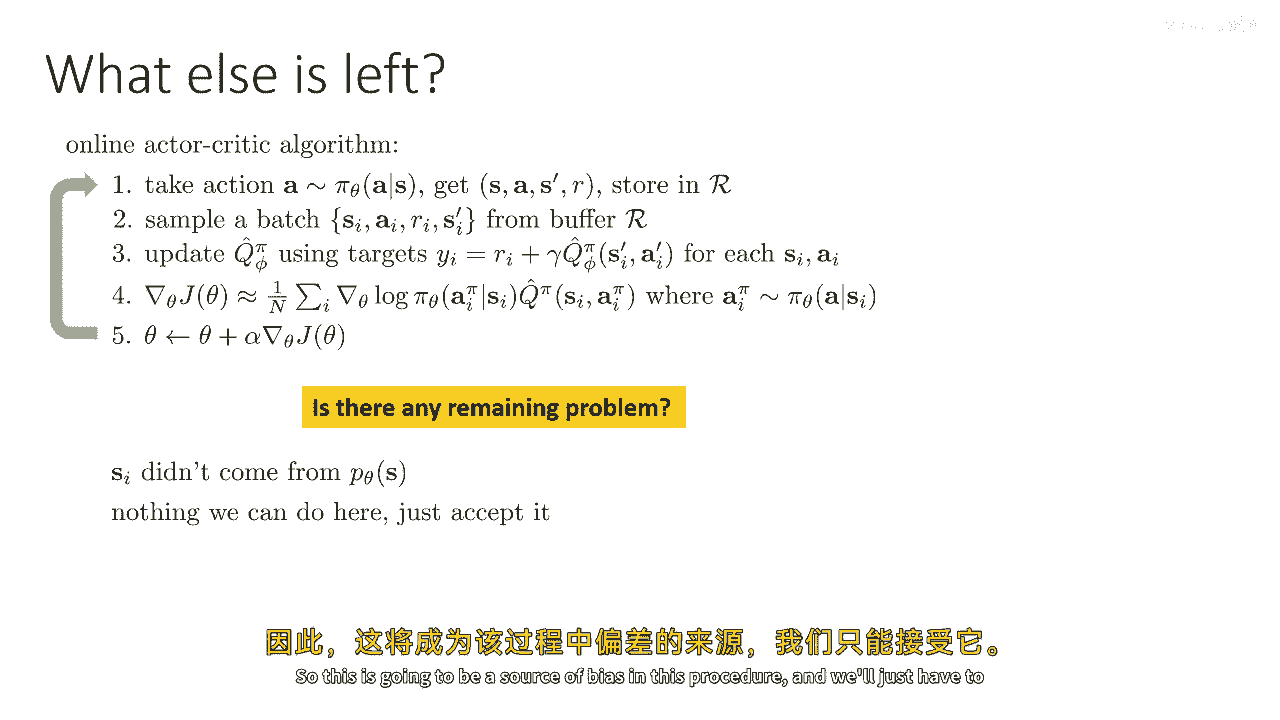 What else is left?
online actor-critic algorithm:
1. take action $\mathbf{a} \sim \pi_\theta(\mathbf{a}|\mathbf{s})$, get $(\mathbf{s}, \mathbf{a}, \mathbf{s}', r)$, store in $\mathcal{R}$
2. sample a batch $\{\mathbf{s}_i, \mathbf{a}_i, r_i, \mathbf{s}'_i\}$ from buffer $\mathcal{R}$
3. update $\hat{Q}^\pi_\phi$ using targets $y_i = r_i + \gamma \hat{Q}^\pi_\phi(\mathbf{s}'_i, \mathbf{a}'_i)$ for each $\mathbf{s}_i, \mathbf{a}_i$
4. $\nabla_\theta J(\theta) \approx \frac{1}{N} \sum_i \nabla_\theta \log \pi_\theta(\mathbf{a}^\pi_i|\mathbf{s}_i) \hat{Q}^\pi(\mathbf{s}_i, \mathbf{a}^\pi_i)$ where $\mathbf{a}^\pi_i \sim \pi_\theta(\mathbf{a}|\mathbf{s}_i)$
5. $\theta \leftarrow \theta + \alpha \nabla_\theta J(\theta)$
Is there any remaining problem?
$\mathbf{s}_i$ didn't come from $p_\theta(\mathbf{s})$
nothing we can do here, just accept it
因此，这将成为该过程中偏差的来源，我们只能接受它。
So this is going to be a source of bias in this procedure, and we'll just have to